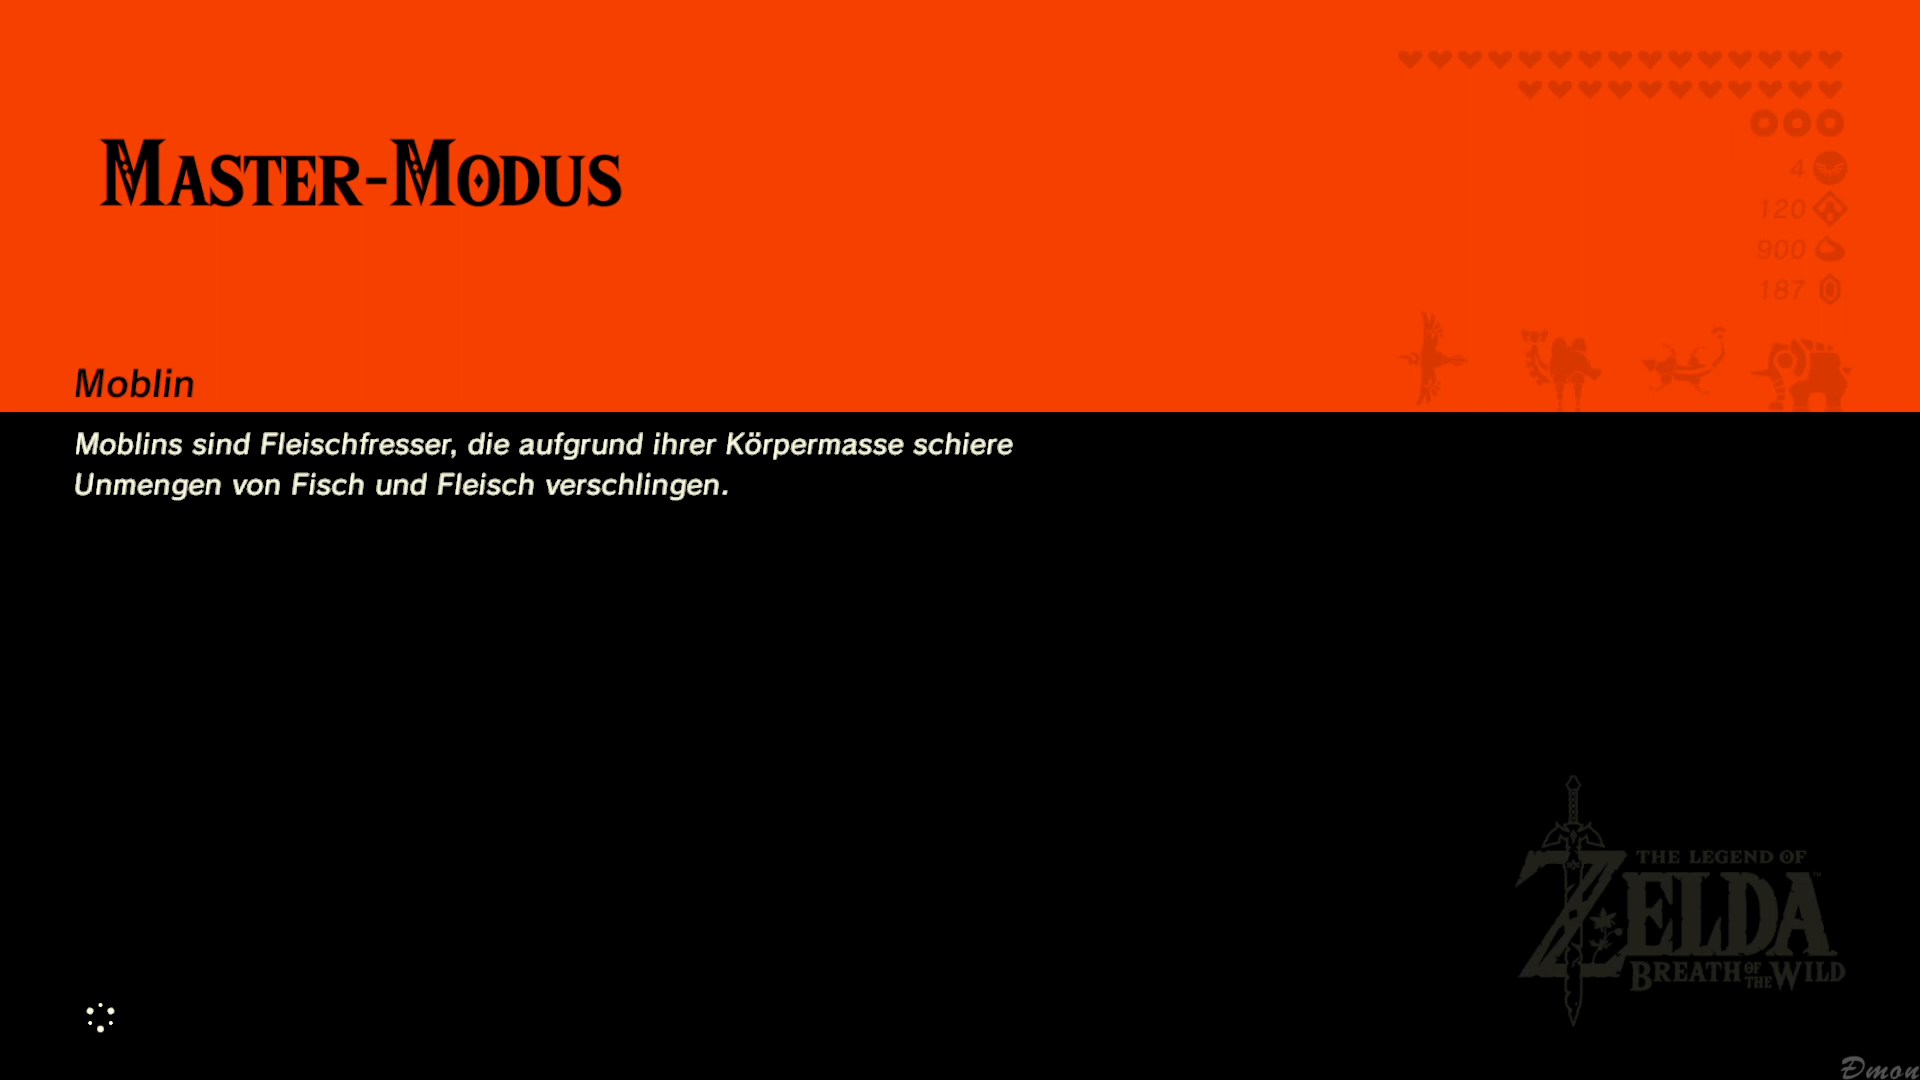 MASTER-MODUS
4
120
900
187
Moblin
Moblins sind Fleischfresser, die aufgrund ihrer Körpermasse schiere
Unmengen von Fisch und Fleisch verschlingen.
THE LEGEND OF
ZELDA
BREATH OF THE WILD
Ðmon